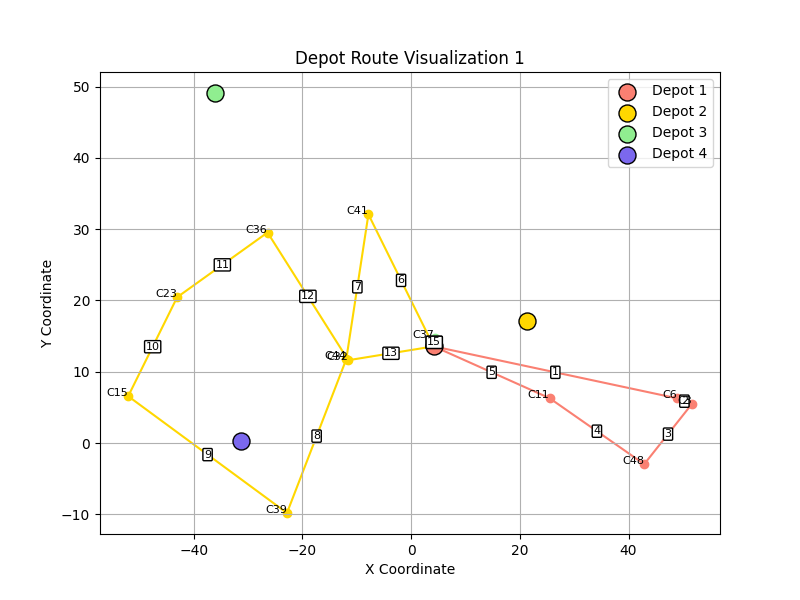 Depot Route Visualization 1
Depot 1
Depot 2
Depot 3
Depot 4
Y Coordinate
50
40
30
20
10
0
−10
C41
C36
C23
C37
C15
C11
C6
C48
C39
11
12
7
6
10
13
15
5
1
4
3
8
9
−40
−20
0
20
40
X Coordinate